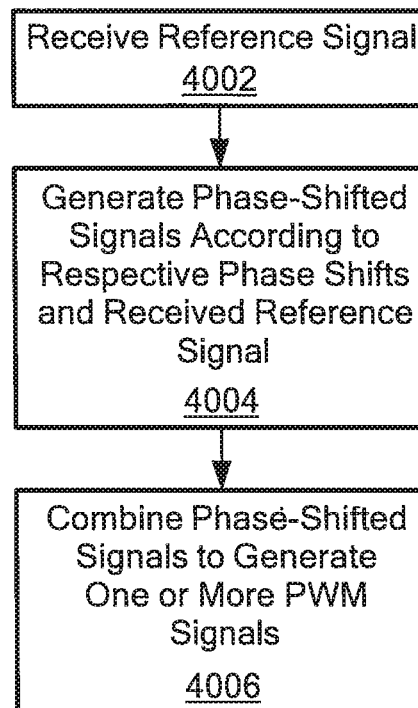 Receive Reference Signal
4002
Generate Phase-Shifted
Signals According to
Respective Phase Shifts
and Received Reference
Signal
4004
Combine Phase-Shifted
Signals to Generate
One or More PWM
Signals
4006